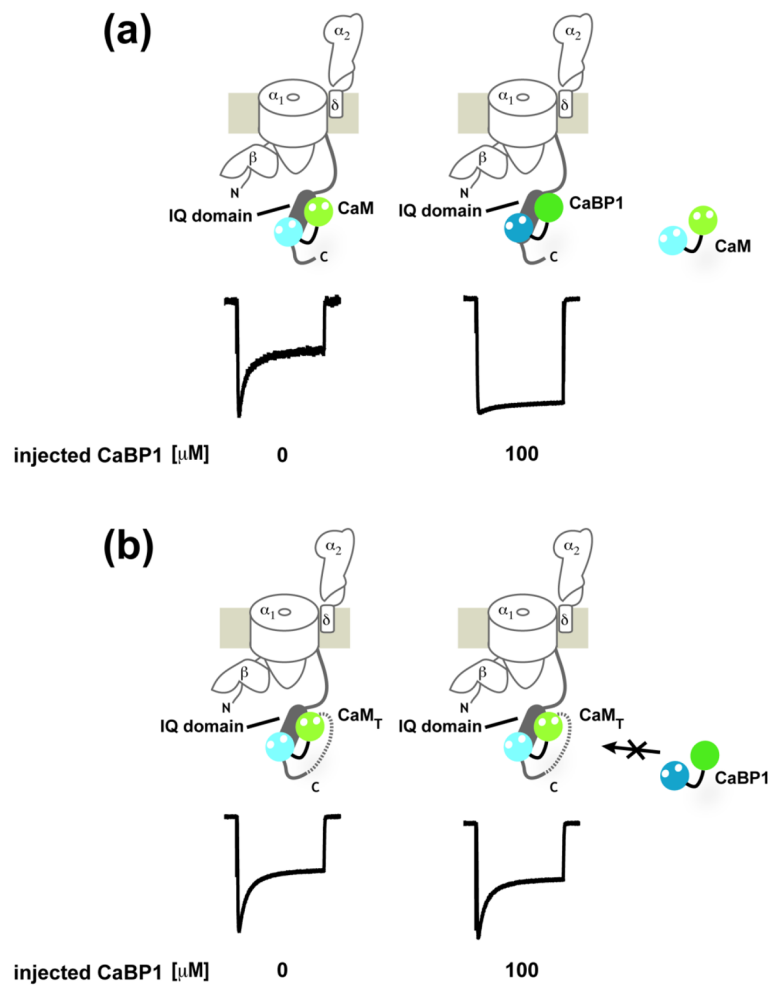 (a)
α2 α2
α1 δ α1 δ
β β
N N
IQ domain CaM IQ domain CaBP1
C C CaM
injected CaBP1 [μM] 0 100
(b)
α2 α2
α1 δ α1 δ
β β
N N
IQ domain CaMT IQ domain CaMT
C C CaBP1
injected CaBP1 [μM] 0 100